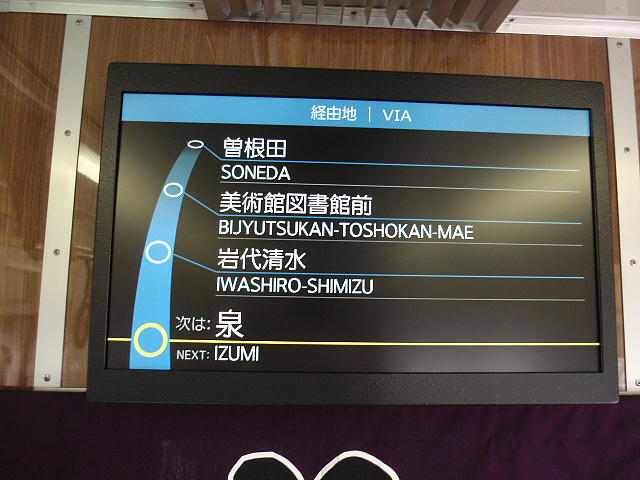 経由地 | VIA
曽根田
SONEDA
美術館図書館前
BIJYUTSUKAN-TOSHOKAN-MAE
岩代清水
IWASHIRO-SHIMIZU
次は: 泉
NEXT: IZUMI